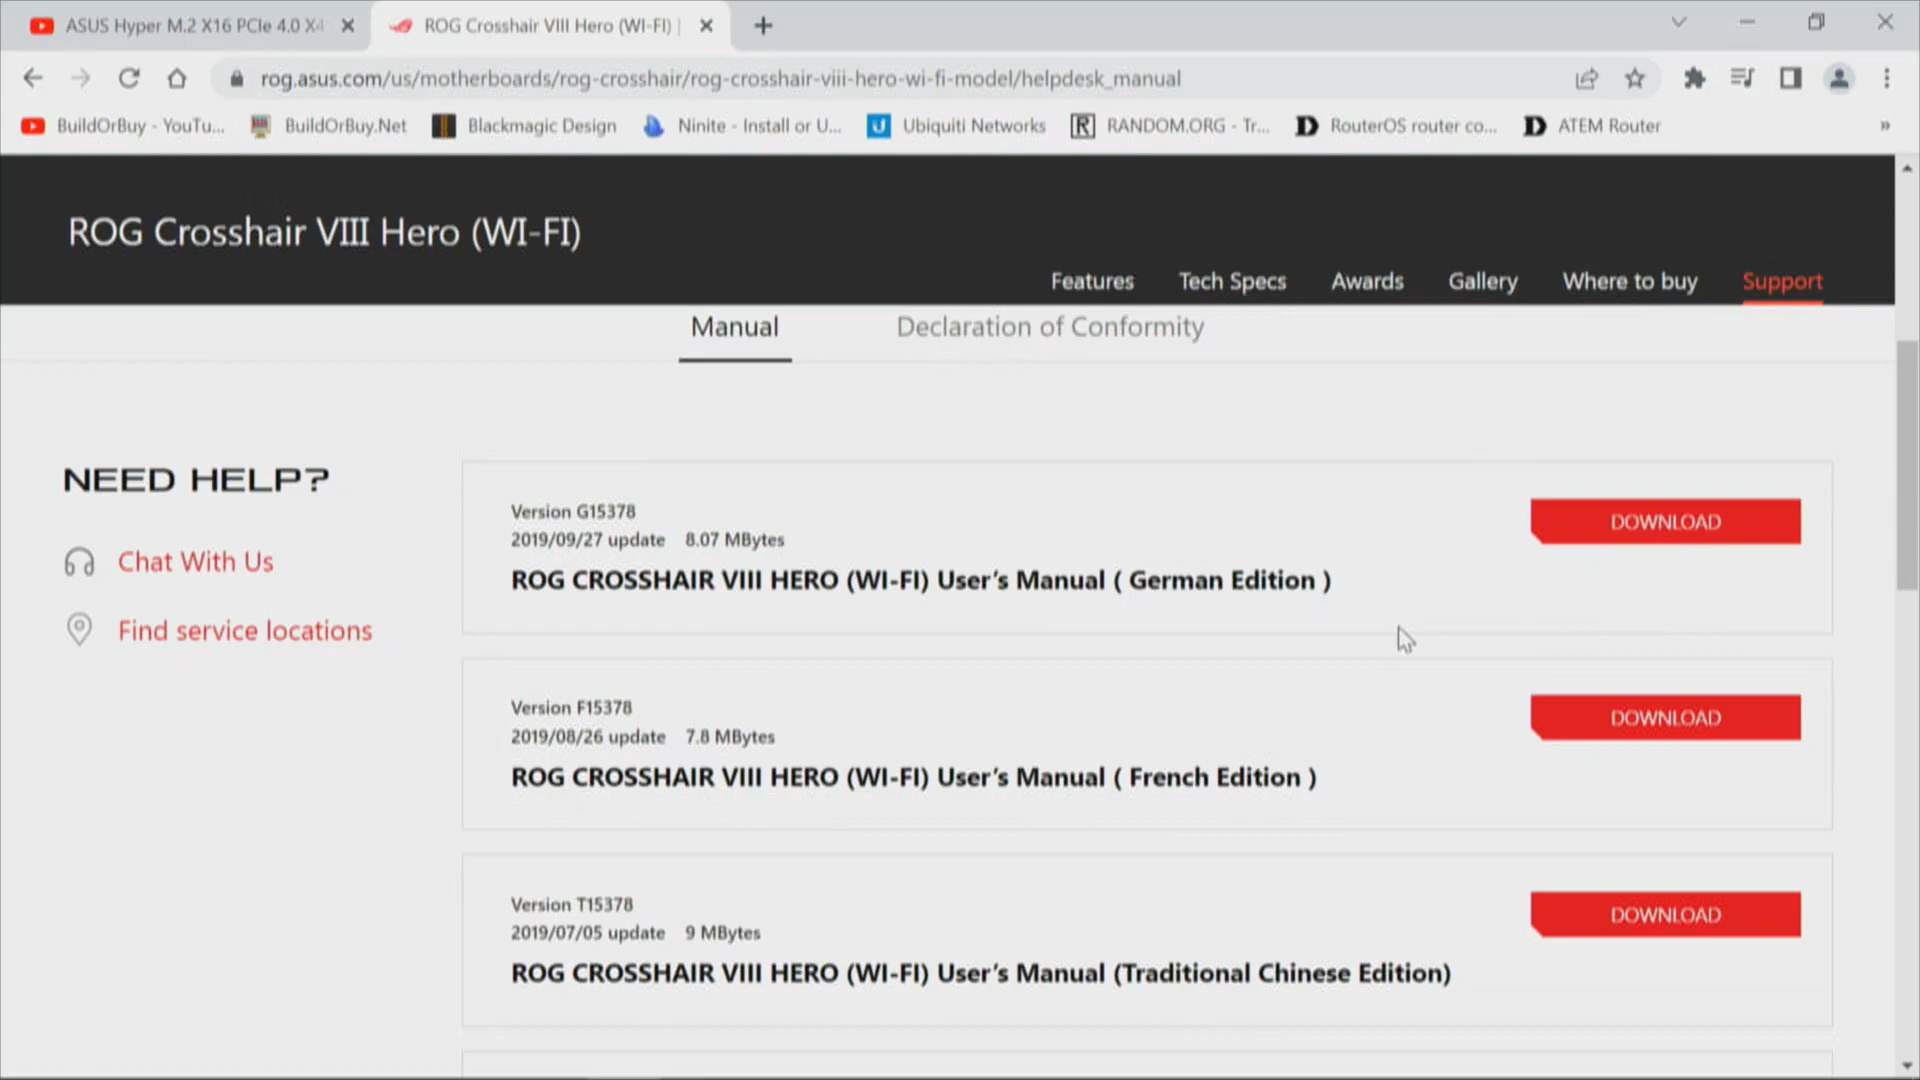 ASUS Hyper M.2 X16 PCIe 4.0 X4
ROG Crosshair VIII Hero (WI-FI) |
rog.asus.com/us/motherboards/rog-crosshair/rog-crosshair-viii-hero-wi-fi-model/helpdesk_manual
BuildOrBuy - YouTu... BuildOrBuy.Net Blackmagic Design Ninite - Install or U... Ubiquiti Networks RANDOM.ORG - Tr... RouterOS router co... ATEM Router »
ROG Crosshair VIII Hero (WI-FI)
Features Tech Specs Awards Gallery Where to buy Support
Manual Declaration of Conformity
NEED HELP?
Chat With Us
Find service locations
Version G15378
2019/09/27 update 8.07 MBytes
ROG CROSSHAIR VIII HERO (WI-FI) User's Manual ( German Edition )
DOWNLOAD
Version F15378
2019/08/26 update 7.8 MBytes
ROG CROSSHAIR VIII HERO (WI-FI) User's Manual ( French Edition )
DOWNLOAD
Version T15378
2019/07/05 update 9 MBytes
ROG CROSSHAIR VIII HERO (WI-FI) User's Manual (Traditional Chinese Edition)
DOWNLOAD